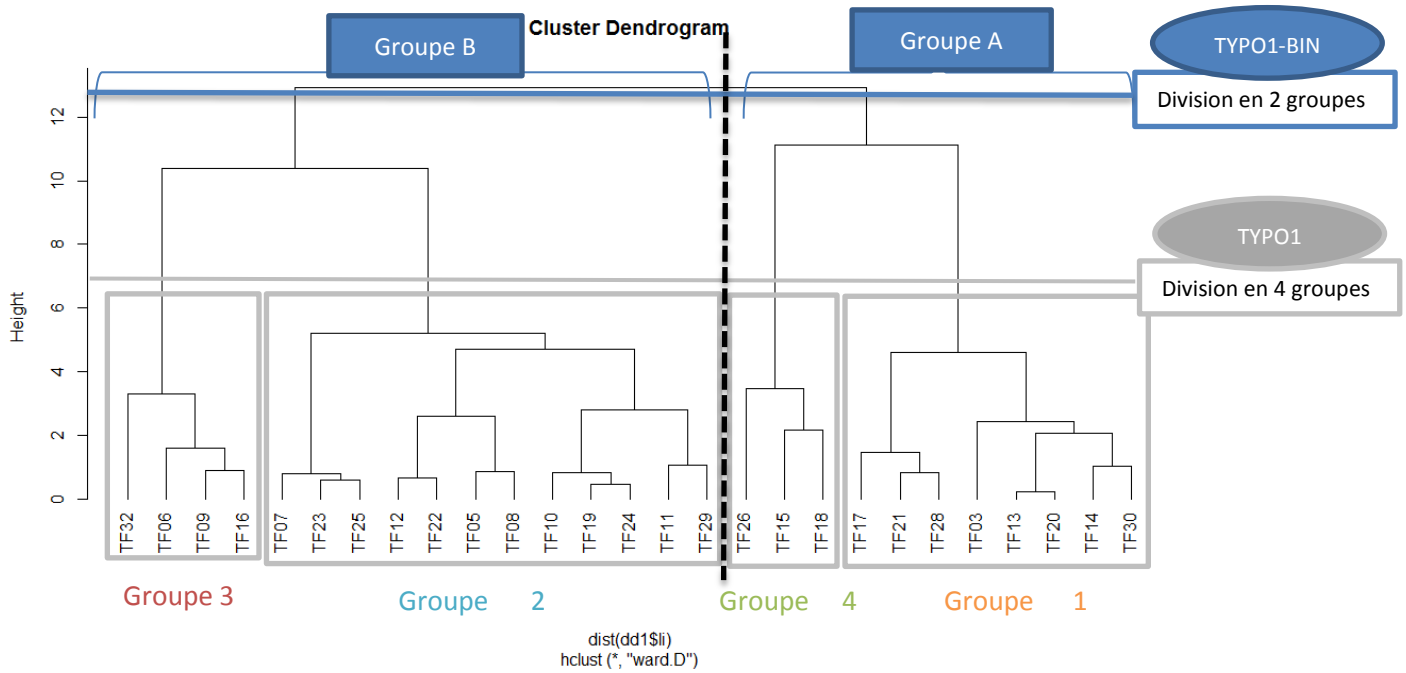 Cluster Dendrogram
Groupe B
Groupe A
TYPO1-BIN
Division en 2 groupes
TYPO1
Division en 4 groupes
Height
12
10
8
6
4
2
0
TF32
TF06
TF09
TF16
TF07
TF23
TF25
TF12
TF22
TF05
TF08
TF10
TF19
TF24
TF11
TF29
TF26
TF15
TF18
TF17
TF21
TF28
TF03
TF13
TF20
TF14
TF30
Groupe 3
Groupe 2
Groupe 4
Groupe 1
dist(dd1$li)
hclust (*, "ward.D")